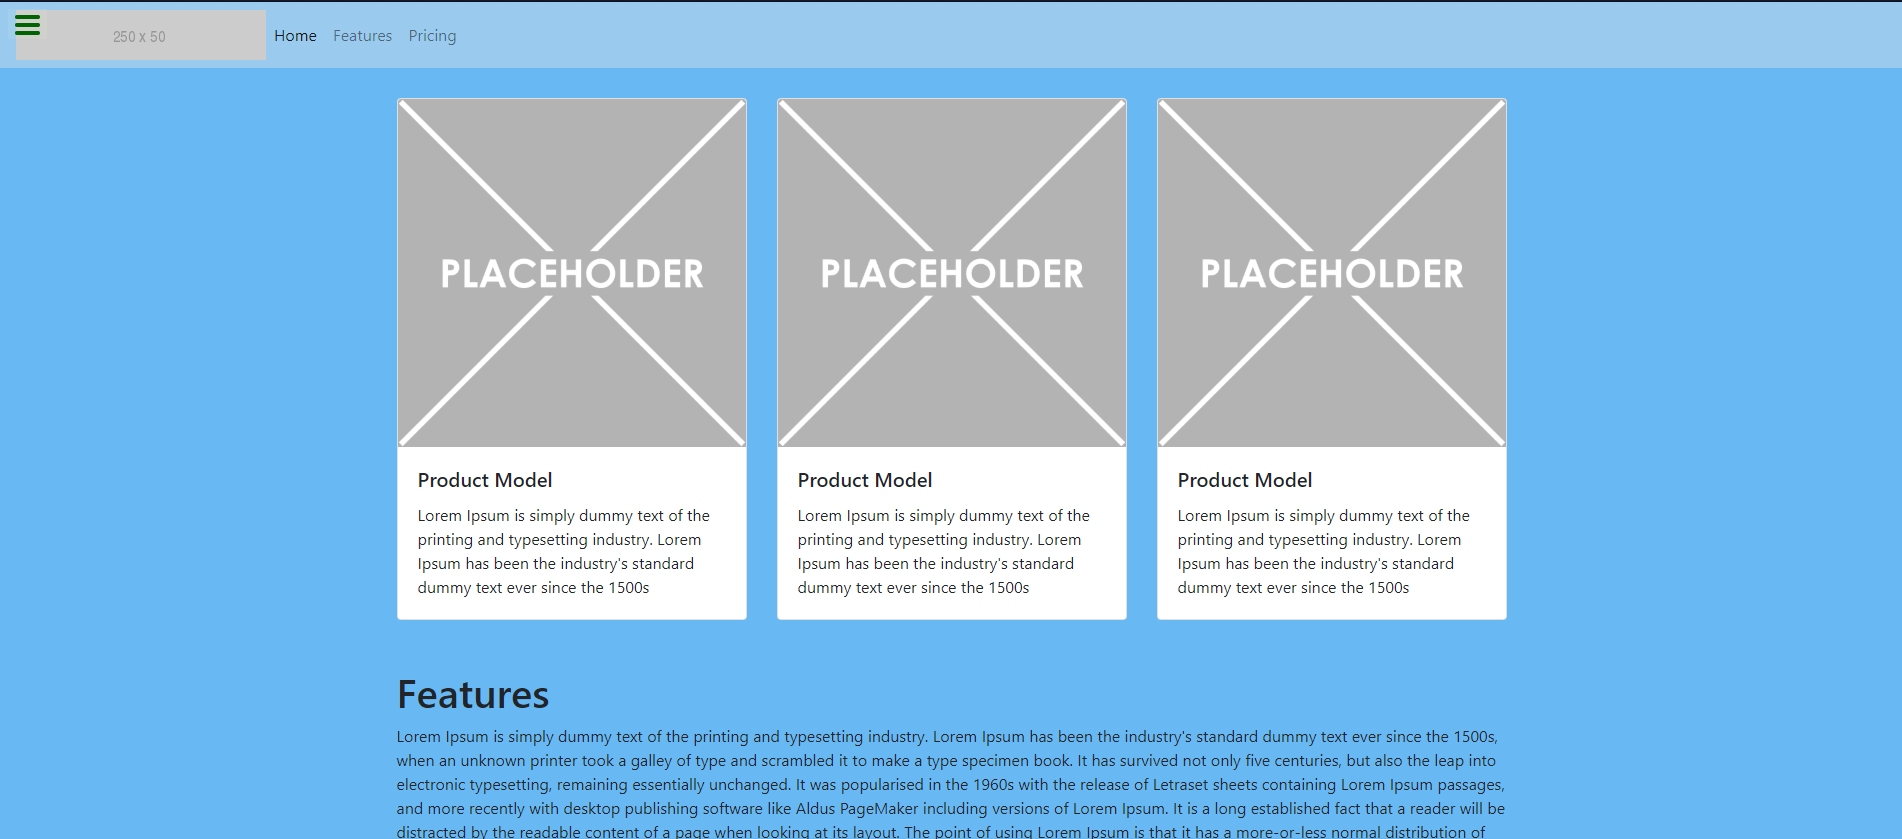 250 x 50
Home Features Pricing
PLACEHOLDER
PLACEHOLDER
PLACEHOLDER
Product Model
Lorem Ipsum is simply dummy text of the
printing and typesetting industry. Lorem
Ipsum has been the industry's standard
dummy text ever since the 1500s
Product Model
Lorem Ipsum is simply dummy text of the
printing and typesetting industry. Lorem
Ipsum has been the industry's standard
dummy text ever since the 1500s
Product Model
Lorem Ipsum is simply dummy text of the
printing and typesetting industry. Lorem
Ipsum has been the industry's standard
dummy text ever since the 1500s
Features
Lorem Ipsum is simply dummy text of the printing and typesetting industry. Lorem Ipsum has been the industry's standard dummy text ever since the 1500s,
when an unknown printer took a galley of type and scrambled it to make a type specimen book. It has survived not only five centuries, but also the leap into
electronic typesetting, remaining essentially unchanged. It was popularised in the 1960s with the release of Letraset sheets containing Lorem Ipsum passages,
and more recently with desktop publishing software like Aldus PageMaker including versions of Lorem Ipsum. It is a long established fact that a reader will be
distracted by the readable content of a page when looking at its layout. The point of using Lorem Ipsum is that it has a more-or-less normal distribution of